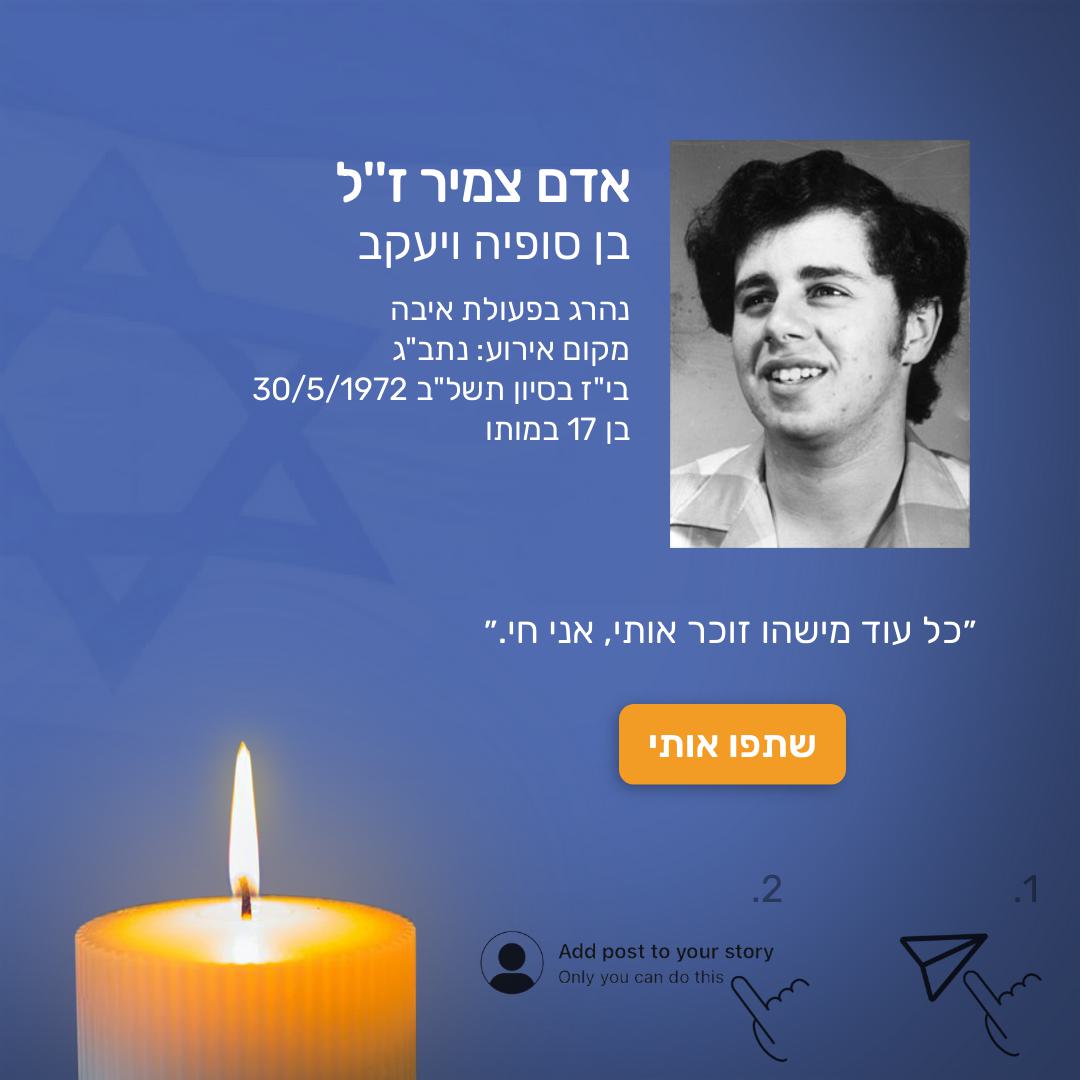 אדם צמיר ז"ל
בן סופיה ויעקב
נהרג בפעולת איבה
מקום אירוע: נתב"ג
בי"ז בסיון תשל"ב 30/5/1972
בן 17 במותו
״כל עוד מישהו זוכר אותי, אני חי.״
שתפו אותי
1.
2.
Add post to your story
Only you can do this